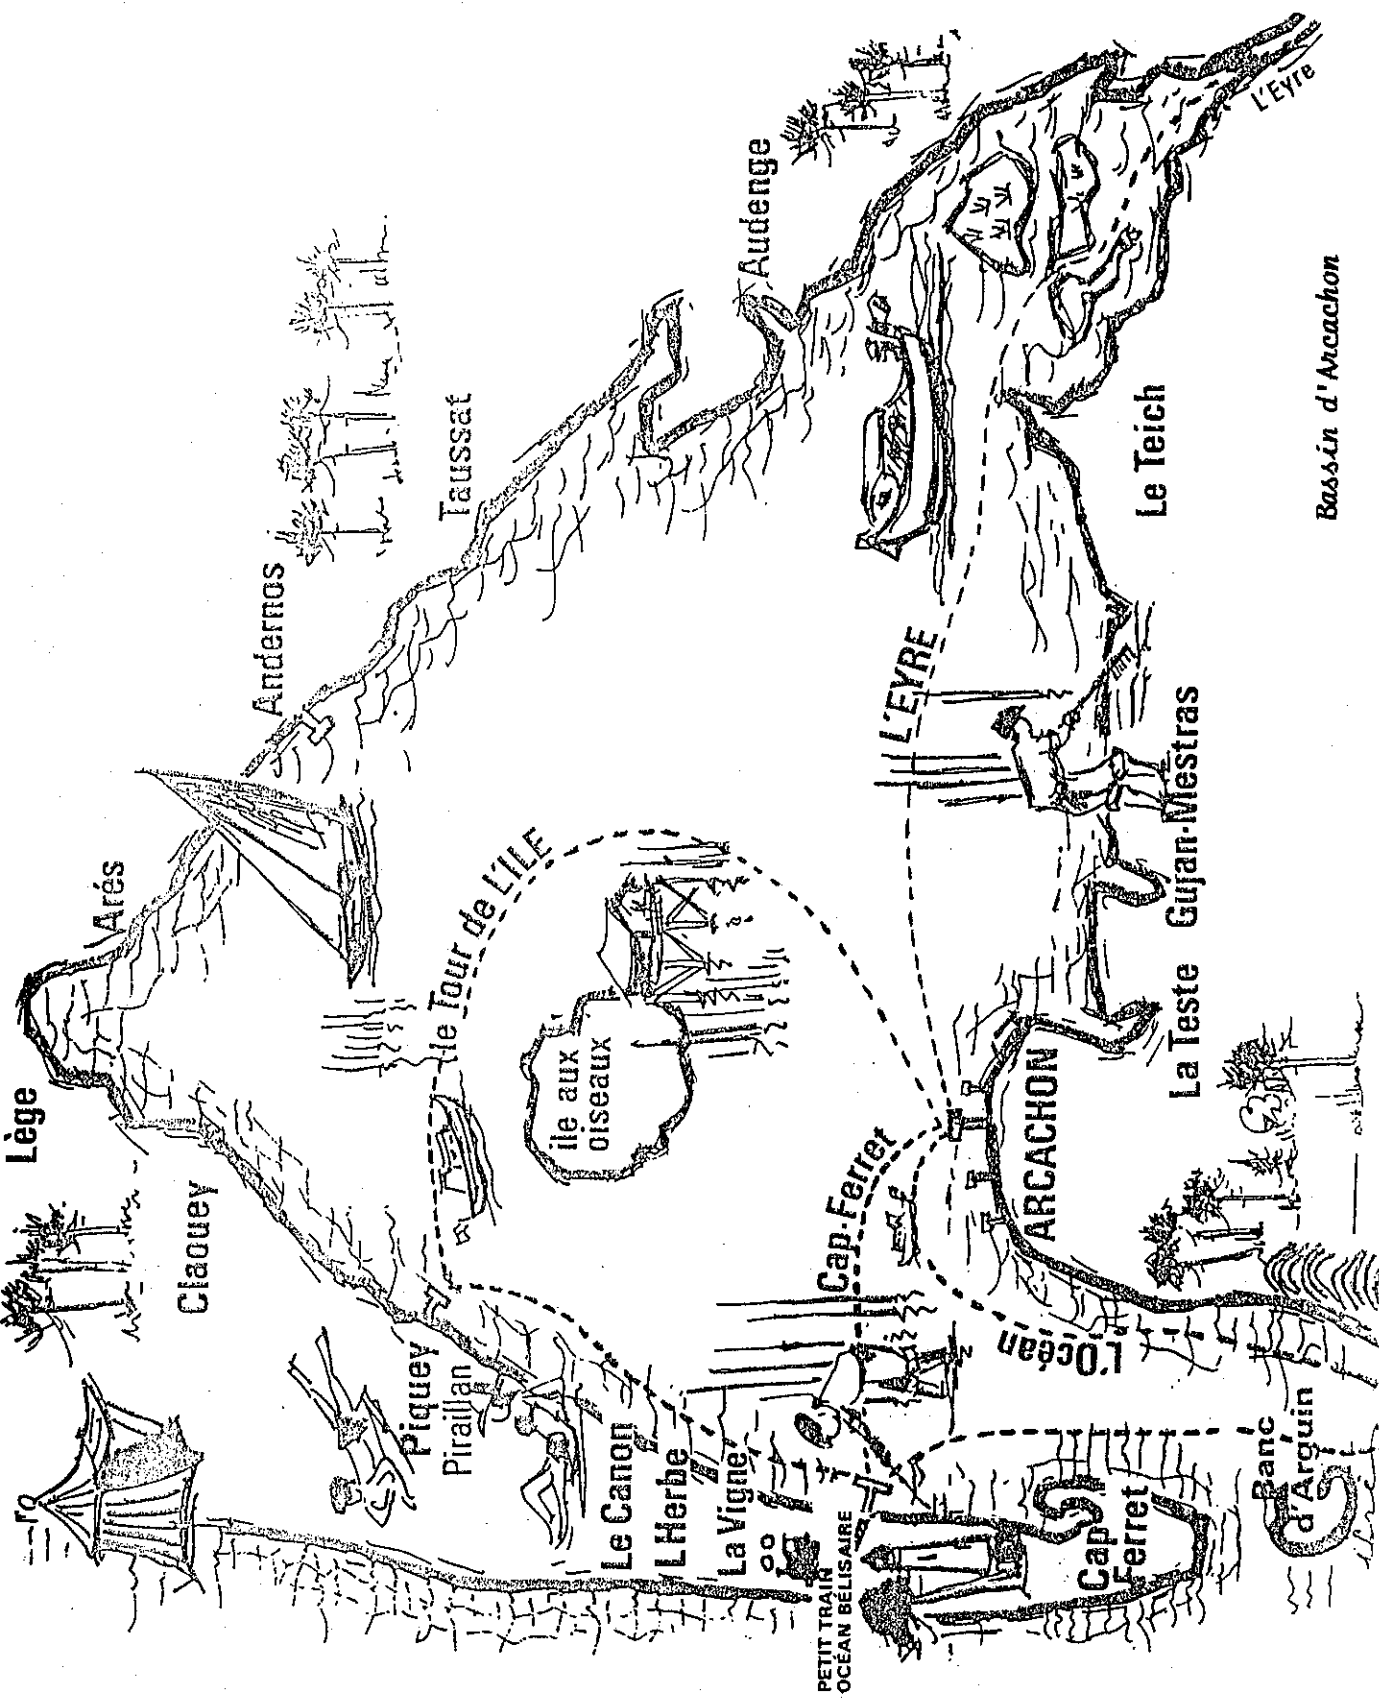 Lège
Arés
Claouey
Andernos
Taussat
Audenge
Piquey
Piraillan
le Tour de L'ILE
île aux
oiseaux
Le Canon
L'Herbe
La Vigne
PETIT TRAIN
OCÉAN BÉLISAIRE
Cap-Ferret
L'EYRE
L'Eyre
Cap
Ferret
L'Océan
ARCACHON
La Teste
Gujan-Mestras
Le Teich
Banc
d'Arguin
Bassin d'Arcachon